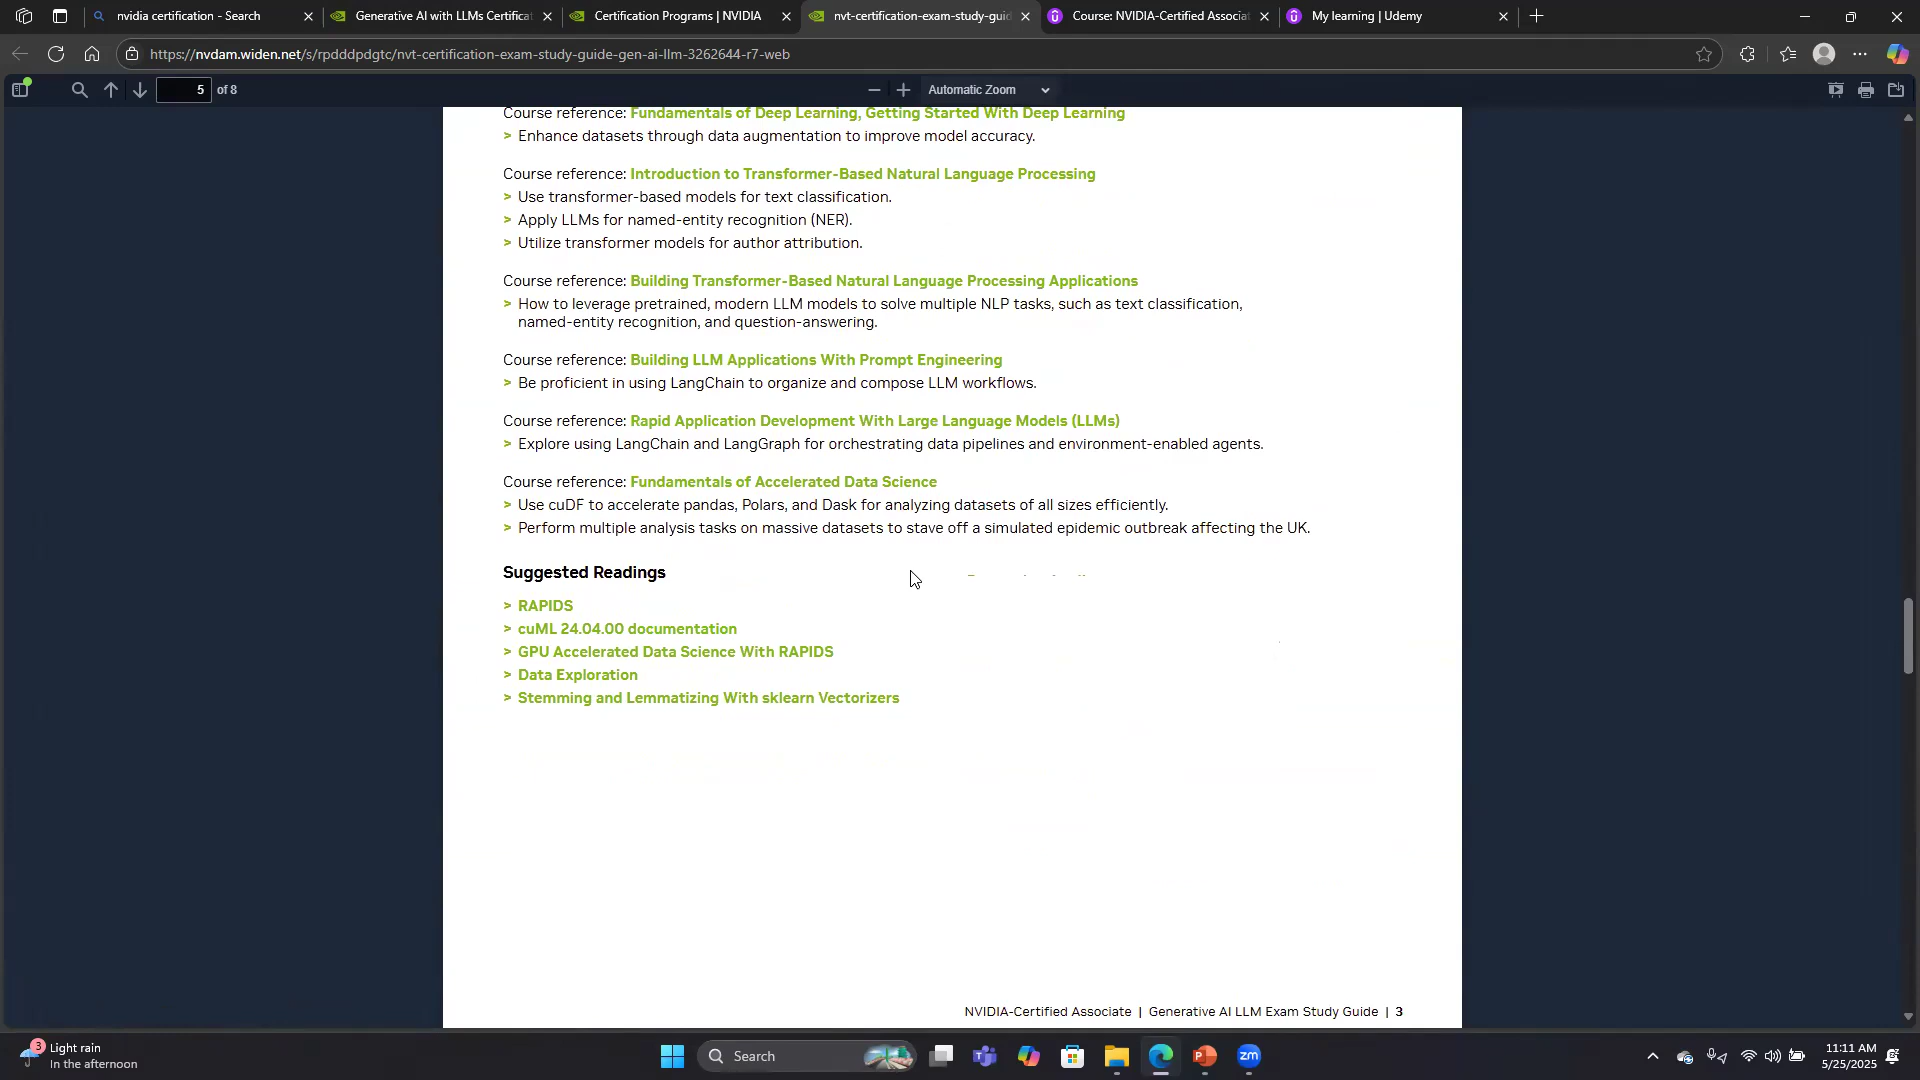 nvidia certification - Search
Generative AI with LLMs Certifica
Certification Programs | NVIDIA
nvt-certification-exam-study-guid
Course: NVIDIA-Certified Associat
My learning | Udemy
https://nvdam.widen.net/s/rpdddpdgtc/nvt-certification-exam-study-guide-gen-ai-llm-3262644-r7-web
5 of 8
Automatic Zoom
Course reference: Fundamentals of Deep Learning, Getting Started With Deep Learning
> Enhance datasets through data augmentation to improve model accuracy.
Course reference: Introduction to Transformer-Based Natural Language Processing
> Use transformer-based models for text classification.
> Apply LLMs for named-entity recognition (NER).
> Utilize transformer models for author attribution.
Course reference: Building Transformer-Based Natural Language Processing Applications
> How to leverage pretrained, modern LLM models to solve multiple NLP tasks, such as text classification,
named-entity recognition, and question-answering.
Course reference: Building LLM Applications With Prompt Engineering
> Be proficient in using LangChain to organize and compose LLM workflows.
Course reference: Rapid Application Development With Large Language Models (LLMs)
> Explore using LangChain and LangGraph for orchestrating data pipelines and environment-enabled agents.
Course reference: Fundamentals of Accelerated Data Science
> Use cuDF to accelerate pandas, Polars, and Dask for analyzing datasets of all sizes efficiently.
> Perform multiple analysis tasks on massive datasets to stave off a simulated epidemic outbreak affecting the UK.
Suggested Readings
> RAPIDS
> cuML 24.04.00 documentation
> GPU Accelerated Data Science With RAPIDS
> Data Exploration
> Stemming and Lemmatizing With sklearn Vectorizers
NVIDIA-Certified Associate | Generative AI LLM Exam Study Guide | 3
3
Light rain
In the afternoon
Search
zm
11:11 AM
5/25/2025